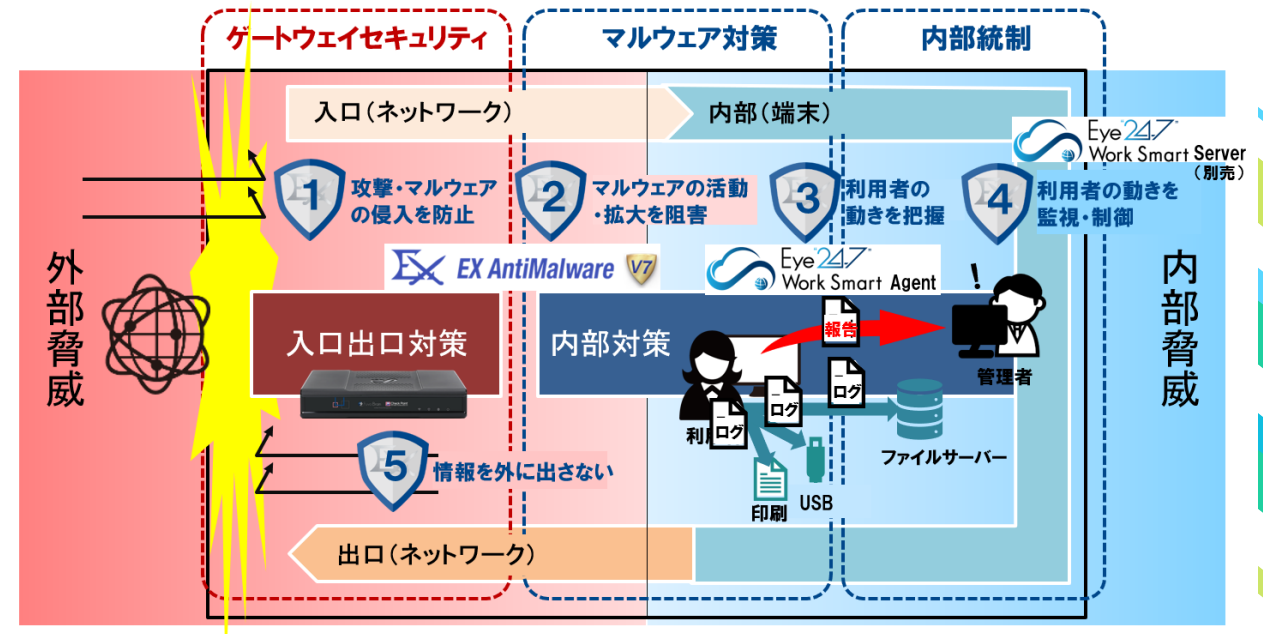 ゲートウェイセキュリティ
マルウェア対策
内部統制
入口（ネットワーク）
内部（端末）
Eye"24.7"
Work Smart Server
（別売）
1
攻撃・マルウェア
の侵入を防止
2
マルウェアの活動
・拡大を阻害
3
利用者の
動きを把握
4
利用者の動きを
監視・制御
外部脅威
内部脅威
EX EX AntiMalware V7
Eye"24.7"
Work Smart Agent
!
入口出口対策
内部対策
報告
管理者
ログ
ログ
ログ
ファイルサーバー
5
情報を外に出さない
印刷
USB
出口（ネットワーク）